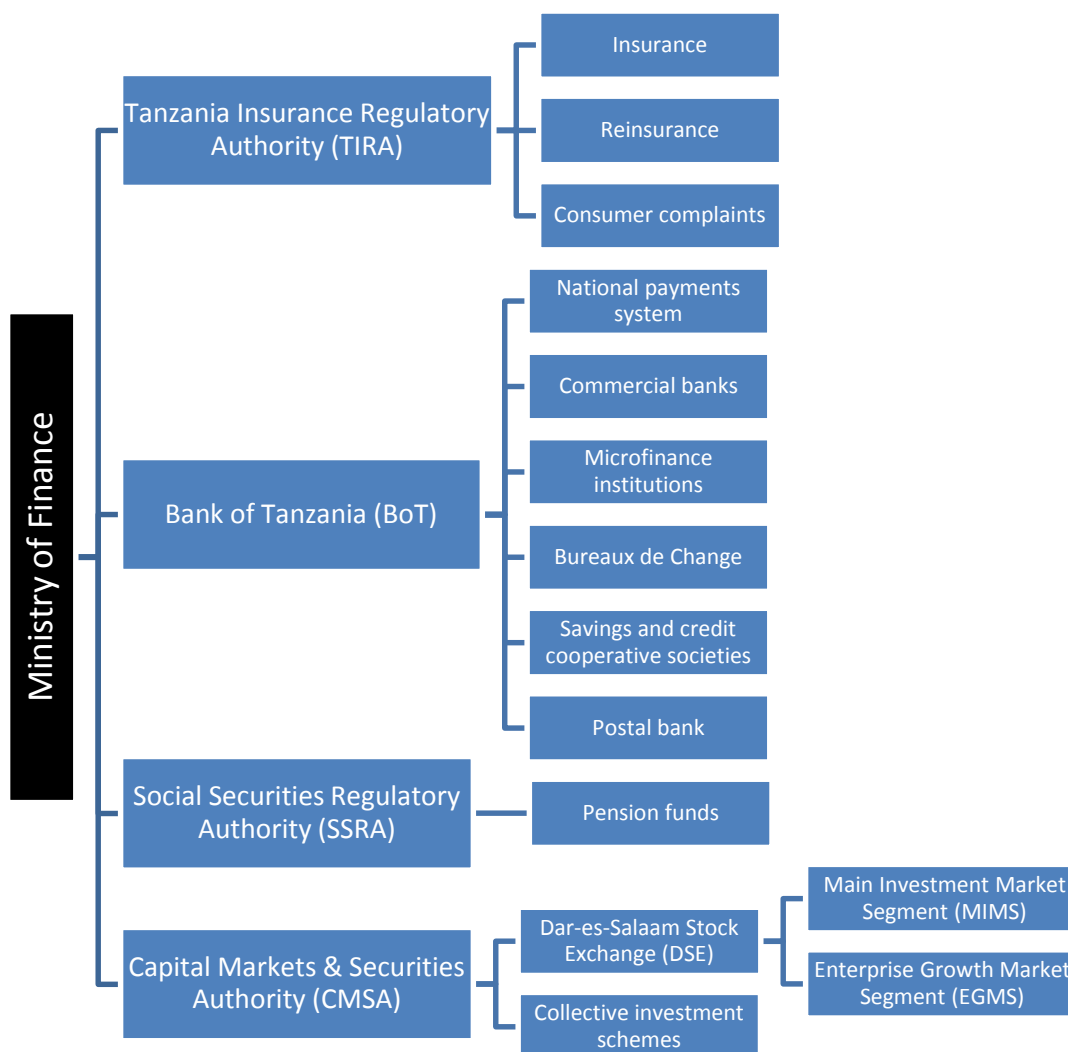 Ministry of Finance
Tanzania Insurance Regulatory
Authority (TIRA)
Insurance
Reinsurance
Consumer complaints
Bank of Tanzania (BoT)
National payments
system
Commercial banks
Microfinance
institutions
Bureaux de Change
Savings and credit
cooperative societies
Postal bank
Social Securities Regulatory
Authority (SSRA)
Pension funds
Capital Markets & Securities
Authority (CMSA)
Dar-es-Salaam Stock
Exchange (DSE)
Main Investment Market
Segment (MIMS)
Enterprise Growth Market
Segment (EGMS)
Collective investment
schemes